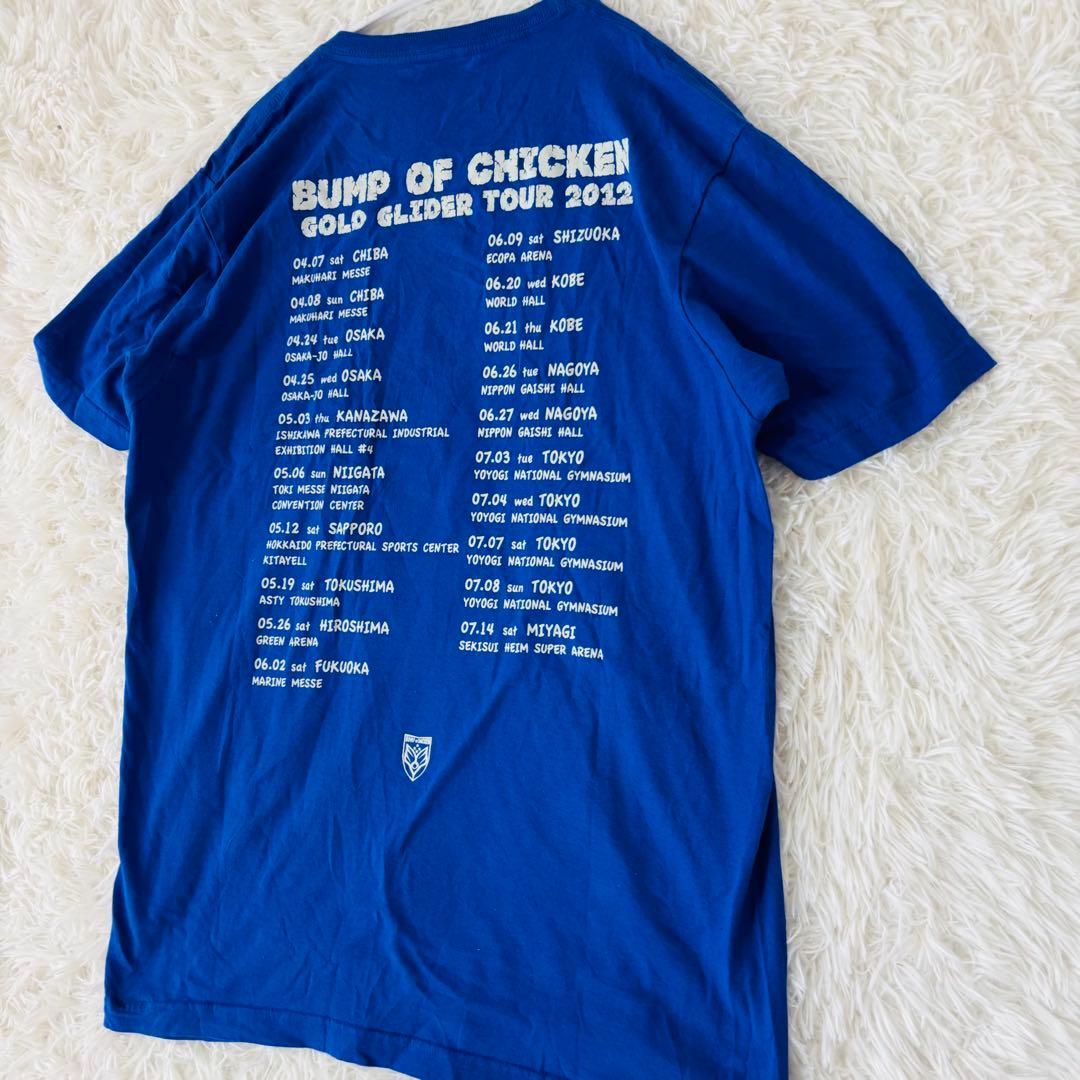 BUMP OF CHICKEN
GOLD GLIDER TOUR 2012
04.07 sat CHIBA
MAKUHARI MESSE
04.08 sun CHIBA
MAKUHARI MESSE
04.24 tue OSAKA
OSAKA-JO HALL
04.25 wed OSAKA
OSAKA-JO HALL
05.03 thu KANAZAWA
ISHIKAWA PREFECTURAL INDUSTRIAL
EXHIBITION HALL #4
05.06 sun NIIGATA
TOKI MESSE NIIGATA
CONVENTION CENTER
05.12 sat SAPPORO
HOKKAIDO PREFECTURAL SPORTS CENTER
KITAYELL
05.19 sat TOKUSHIMA
ASTY TOKUSHIMA
05.26 sat HIROSHIMA
GREEN ARENA
06.02 sat FUKUOKA
MARINE MESSE
06.09 sat SHIZUOKA
ECOPA ARENA
06.20 wed KOBE
WORLD HALL
06.21 thu KOBE
WORLD HALL
06.26 tue NAGOYA
NIPPON GAISHI HALL
06.27 wed NAGOYA
NIPPON GAISHI HALL
07.03 tue TOKYO
YOYOGI NATIONAL GYMNASIUM
07.04 wed TOKYO
YOYOGI NATIONAL GYMNASIUM
07.07 sat TOKYO
YOYOGI NATIONAL GYMNASIUM
07.08 sun TOKYO
YOYOGI NATIONAL GYMNASIUM
07.14 sat MIYAGI
SEKISUI HEIM SUPER ARENA